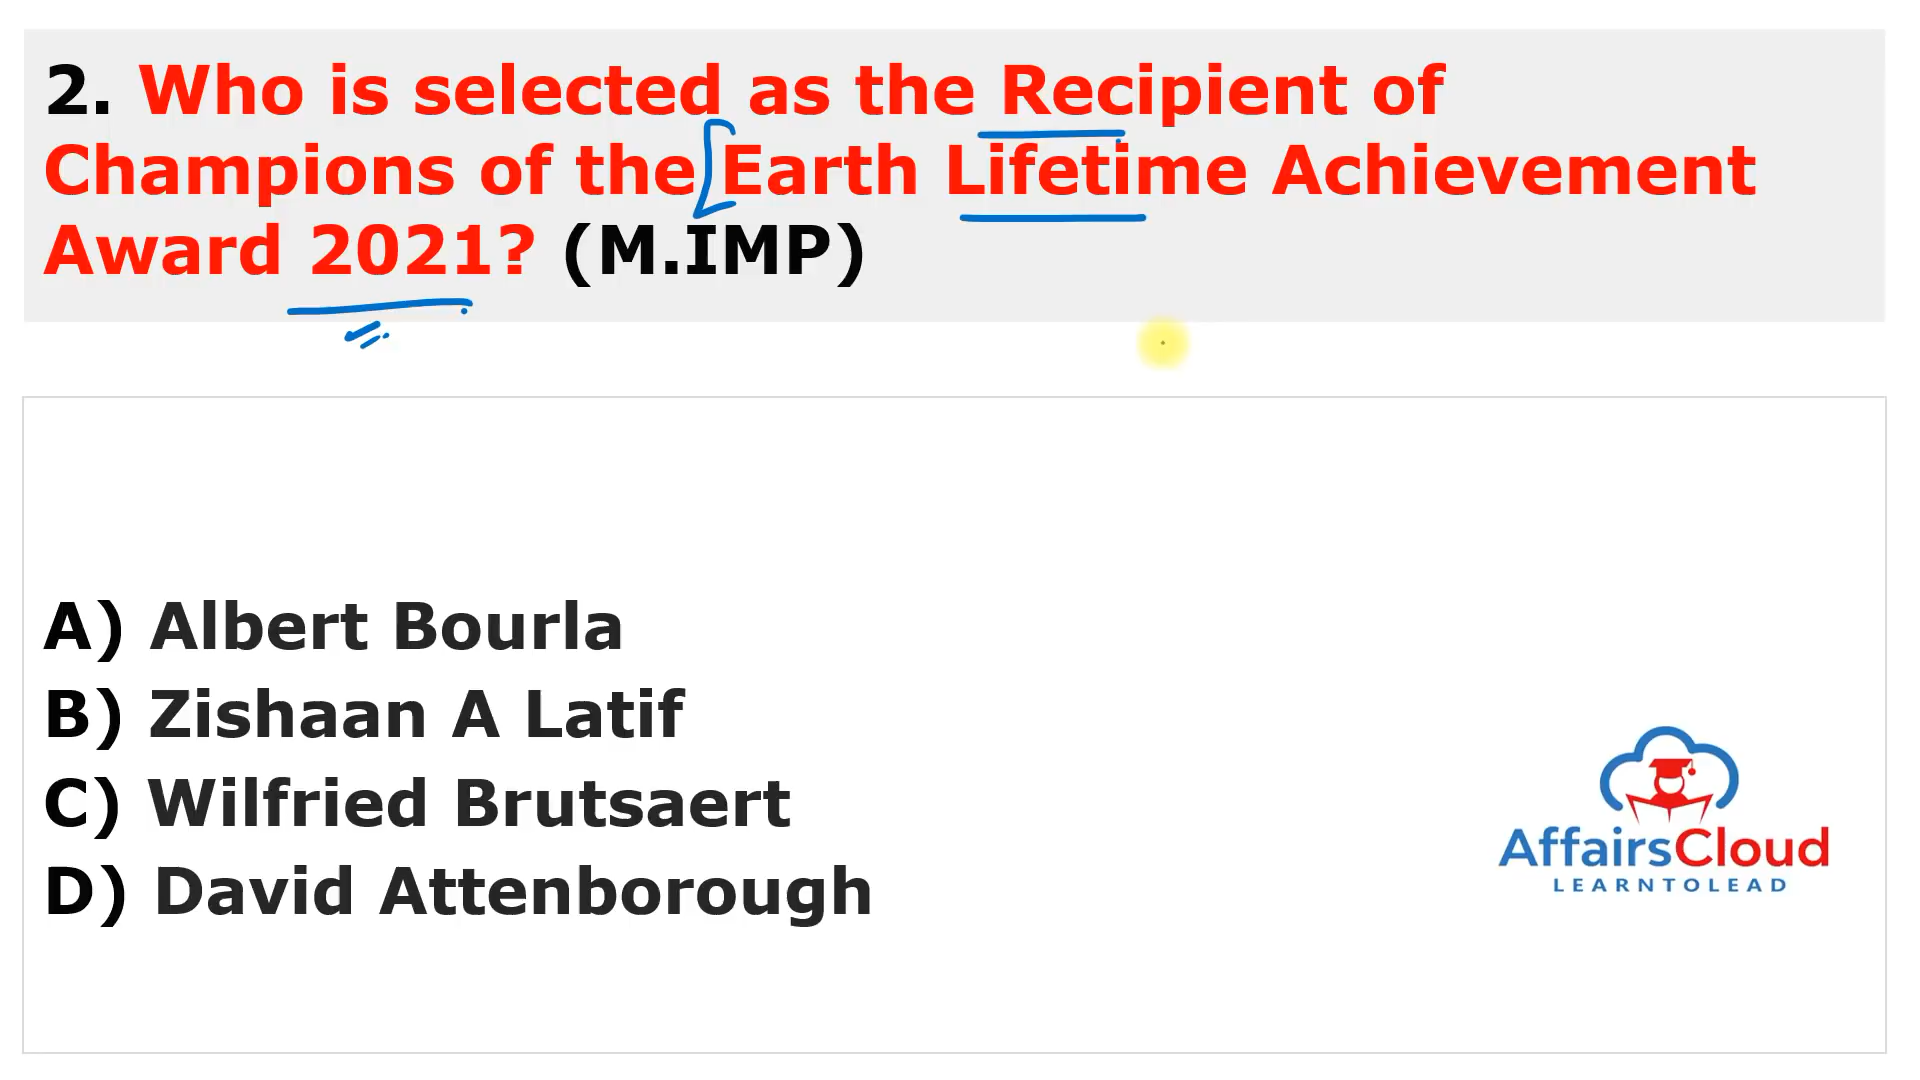 2. Who is selected as the Recipient of
Champions of the Earth Lifetime Achievement
Award 2021? (M.IMP)
A) Albert Bourla
B) Zishaan A Latif
C) Wilfried Brutsaert
D) David Attenborough
AffairsCloud
LEARNTOLEAD